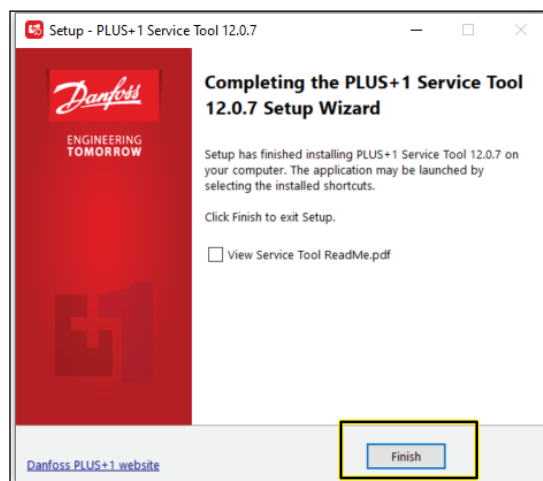 Setup - PLUS+1 Service Tool 12.0.7
Danfoss
ENGINEERING
TOMORROW
Completing the PLUS+1 Service Tool
12.0.7 Setup Wizard
Setup has finished installing PLUS+1 Service Tool 12.0.7 on
your computer. The application may be launched by
selecting the installed shortcuts.
Click Finish to exit Setup.
View Service Tool ReadMe.pdf
+1
Danfoss PLUS+1 website
Finish